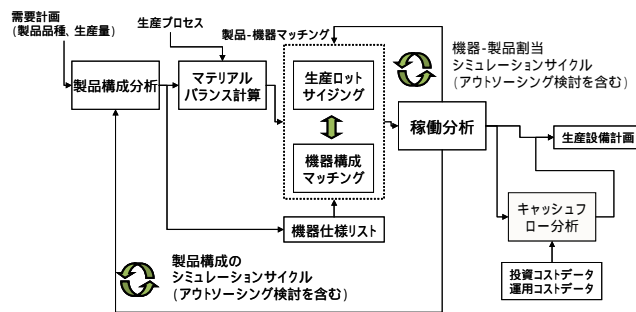 需要計画
(製品品種、生産量)
生産プロセス
製品-機器マッチング
機器-製品割当
シミュレーションサイクル
(アウトソーシング検討を含む)
製品構成分析
マテリアル
バランス計算
生産ロット
サイジング
機器構成
マッチング
稼働分析
生産設備計画
機器仕様リスト
キャッシュフ
ロー分析
製品構成の
シミュレーションサイクル
(アウトソーシング検討を含む)
投資コストデータ
運用コストデータ